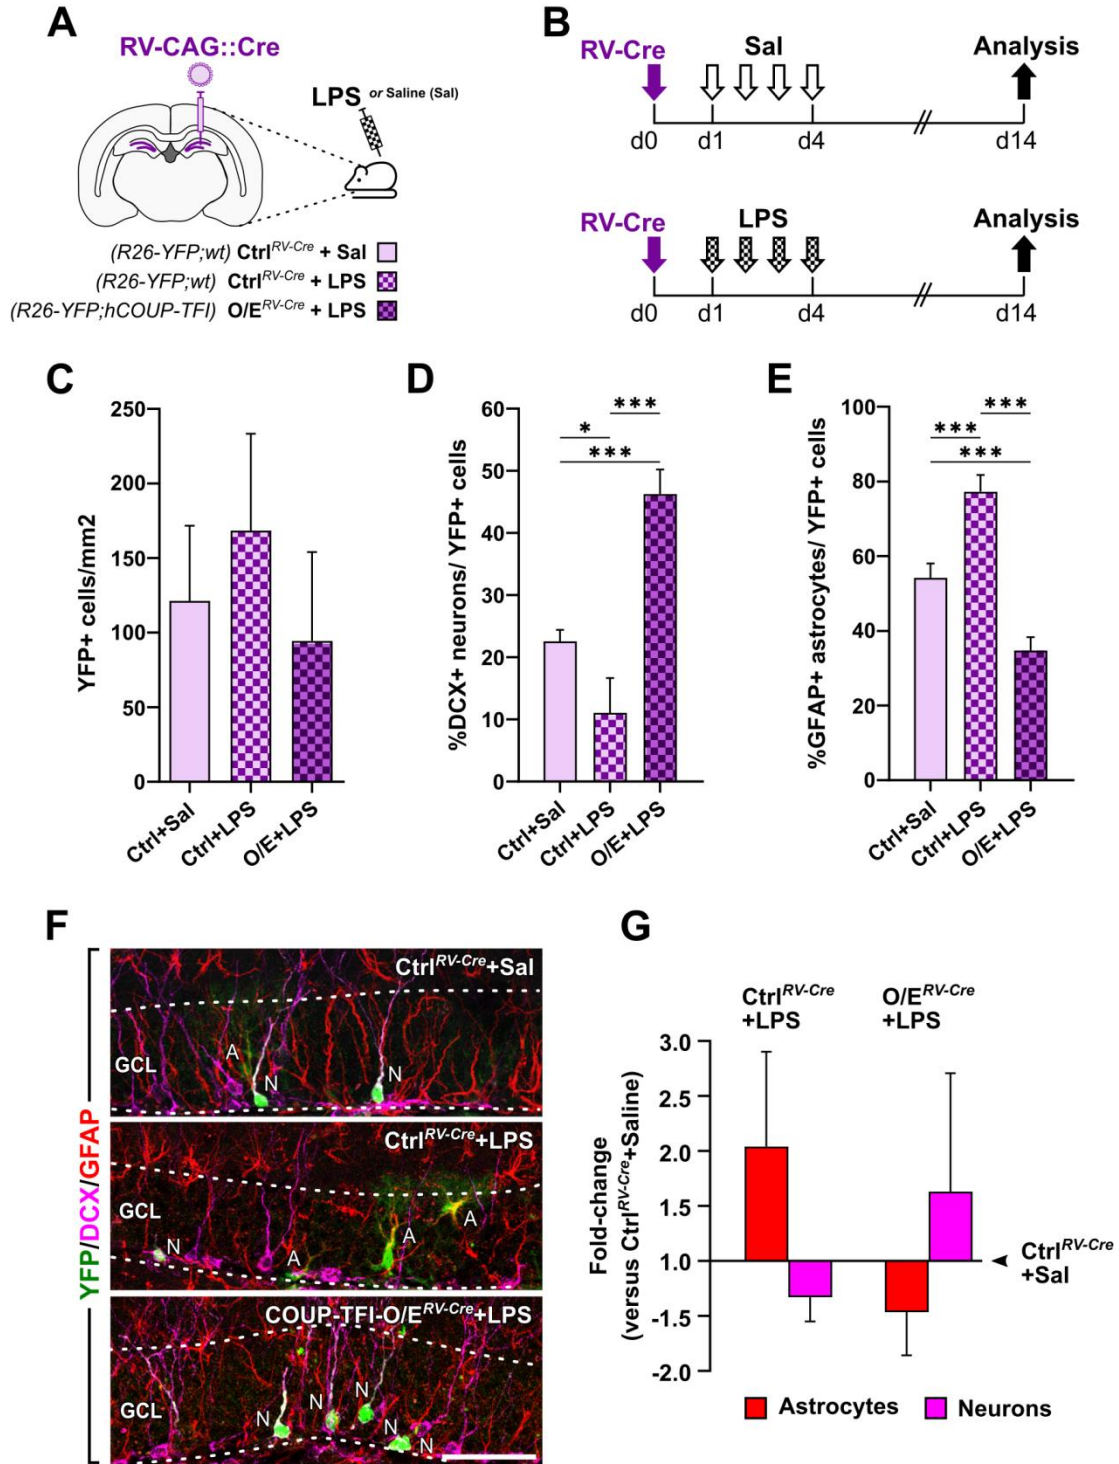 A
RV-CAG::Cre
LPS or Saline (Sal)
(R26-YFP;wt) Ctrl RV-Cre + Sal
(R26-YFP;wt) Ctrl RV-Cre + LPS
(R26-YFP;hCOUP-TFI) O/E RV-Cre + LPS
B
RV-Cre Sal Analysis
d0 d1 d4 d14
RV-Cre LPS Analysis
d0 d1 d4 d14
C
YFP+ cells/mm2
250
200
150
100
50
0
Ctrl+Sal
Ctrl+LPS
O/E+LPS
D
%DCX+ neurons/ YFP+ cells
60
50
40
30
20
10
0
***
*
***
Ctrl+Sal
Ctrl+LPS
O/E+LPS
E
%GFAP+ astrocytes/ YFP+ cells
100
80
60
40
20
0
***
***
***
Ctrl+Sal
Ctrl+LPS
O/E+LPS
F
YFP/DCX/GFAP
Ctrl RV-Cre+Sal
GCL
A
N
N
Ctrl RV-Cre+LPS
GCL
N
A
A
A
COUP-TFI-O/E RV-Cre+LPS
GCL
N
N
N
N
G
Ctrl RV-Cre
+LPS
O/E RV-Cre
+LPS
Fold-change
(versus Ctrl RV-Cre+Saline)
3.0
2.5
2.0
1.5
1
-1.5
-2.0
Ctrl RV-Cre
+Sal
Astrocytes
Neurons